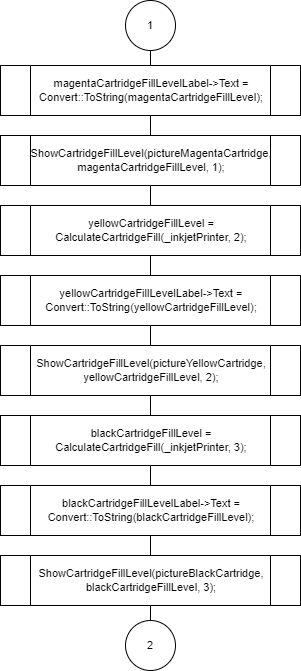 1
magentaCartridgeFillLevelLabel->Text =
Convert::ToString(magentaCartridgeFillLevel);
ShowCartridgeFillLevel(pictureMagentaCartridge,
magentaCartridgeFillLevel, 1);
yellowCartridgeFillLevel =
CalculateCartridgeFill(_inkjetPrinter, 2);
yellowCartridgeFillLevelLabel->Text =
Convert::ToString(yellowCartridgeFillLevel);
ShowCartridgeFillLevel(pictureYellowCartridge,
yellowCartridgeFillLevel, 2);
blackCartridgeFillLevel =
CalculateCartridgeFill(_inkjetPrinter, 3);
blackCartridgeFillLevelLabel->Text =
Convert::ToString(blackCartridgeFillLevel);
ShowCartridgeFillLevel(pictureBlackCartridge,
blackCartridgeFillLevel, 3);
2